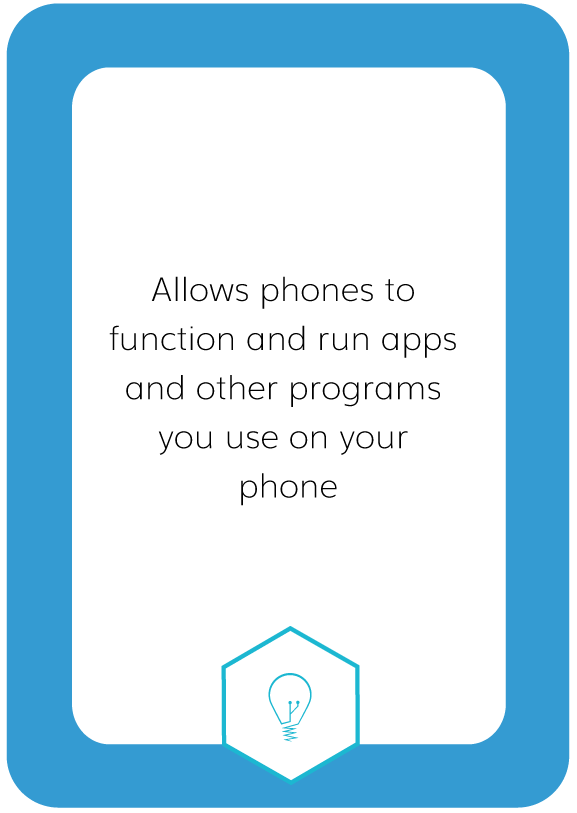 Allows phones to
function and run apps
and other programs
you use on your
phone